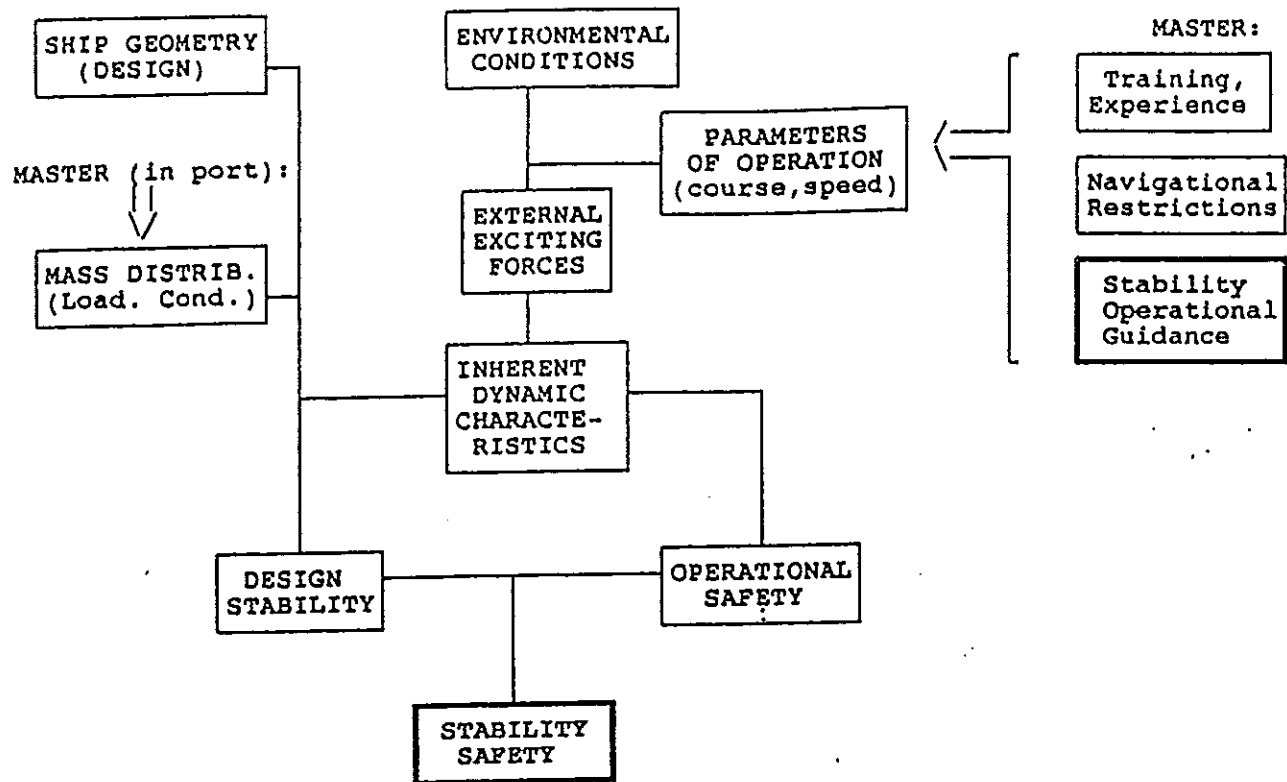 SHIP GEOMETRY
(DESIGN)
ENVIRONMENTAL
CONDITIONS
MASTER:
Training,
Experience
PARAMETERS
OF OPERATION
(course,speed)
MASTER (in port):
Navigational
Restrictions
EXTERNAL
EXCITING
FORCES
MASS DISTRIB.
(Load. Cond.)
Stability
Operational
Guidance
INHERENT
DYNAMIC
CHARACTE-
RISTICS
DESIGN
STABILITY
OPERATIONAL
SAFETY
STABILITY
SAFETY